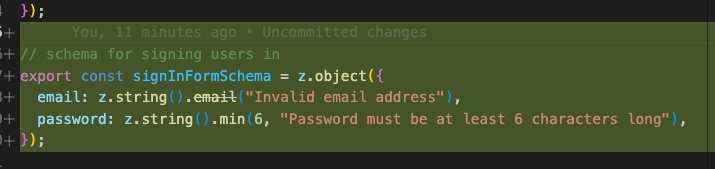 });
You, 11 minutes ago • Uncommitted changes
// schema for signing users in
export const signInFormSchema = z.object({
email: z.string().email("Invalid email address"),
password: z.string().min(6, "Password must be at least 6 characters long"),
});